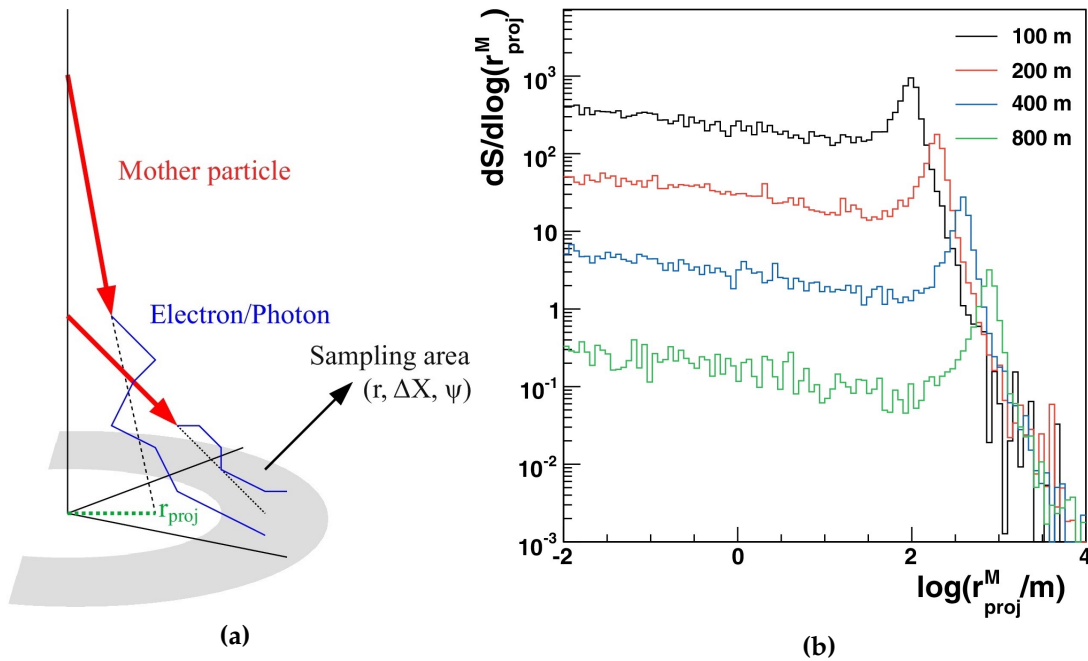 Mother particle
Electron/Photon
Sampling area
(r, ΔX, ψ)
r_proj
(a)
dS/dlog(r^M_proj)
10^3
10^2
10
1
10^-1
10^-2
10^-3
-2
0
2
4
log(r^M_proj/m)
100 m
200 m
400 m
800 m
(b)